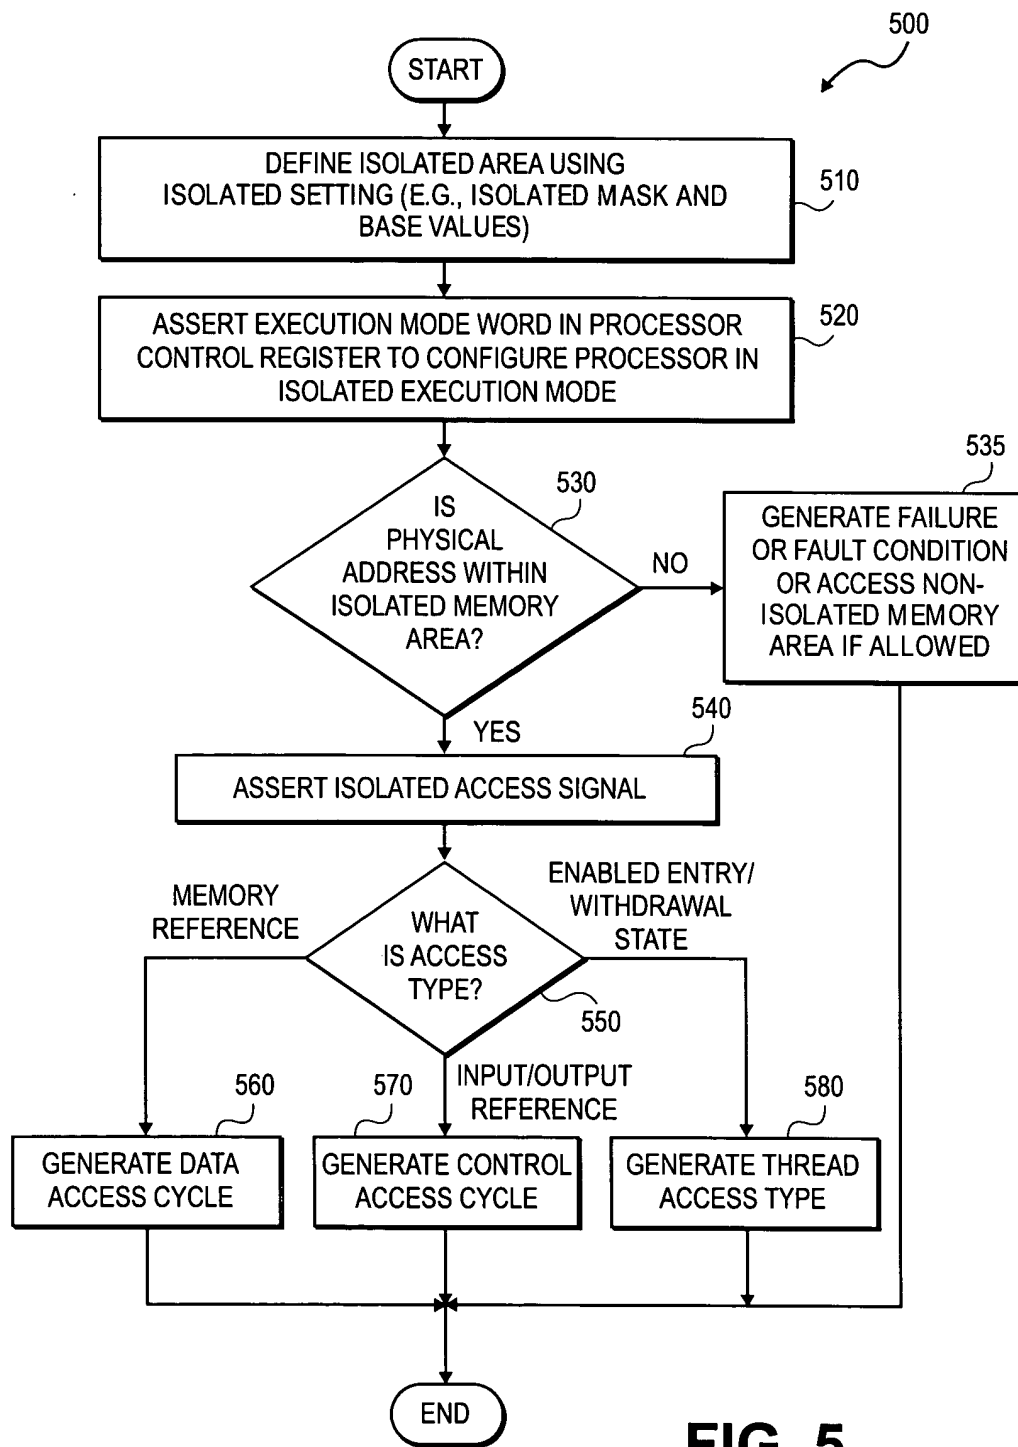 500
START
DEFINE ISOLATED AREA USING
ISOLATED SETTING (E.G., ISOLATED MASK AND
BASE VALUES)
510
ASSERT EXECUTION MODE WORD IN PROCESSOR
CONTROL REGISTER TO CONFIGURE PROCESSOR IN
ISOLATED EXECUTION MODE
520
IS
PHYSICAL
ADDRESS WITHIN
ISOLATED MEMORY
AREA?
530
NO
535
GENERATE FAILURE
OR FAULT CONDITION
OR ACCESS NON-
ISOLATED MEMORY
AREA IF ALLOWED
YES
540
ASSERT ISOLATED ACCESS SIGNAL
MEMORY
REFERENCE
WHAT
IS ACCESS
TYPE?
550
ENABLED ENTRY/
WITHDRAWAL
STATE
INPUT/OUTPUT
REFERENCE
560
GENERATE DATA
ACCESS CYCLE
570
GENERATE CONTROL
ACCESS CYCLE
580
GENERATE THREAD
ACCESS TYPE
END
FIG. 5